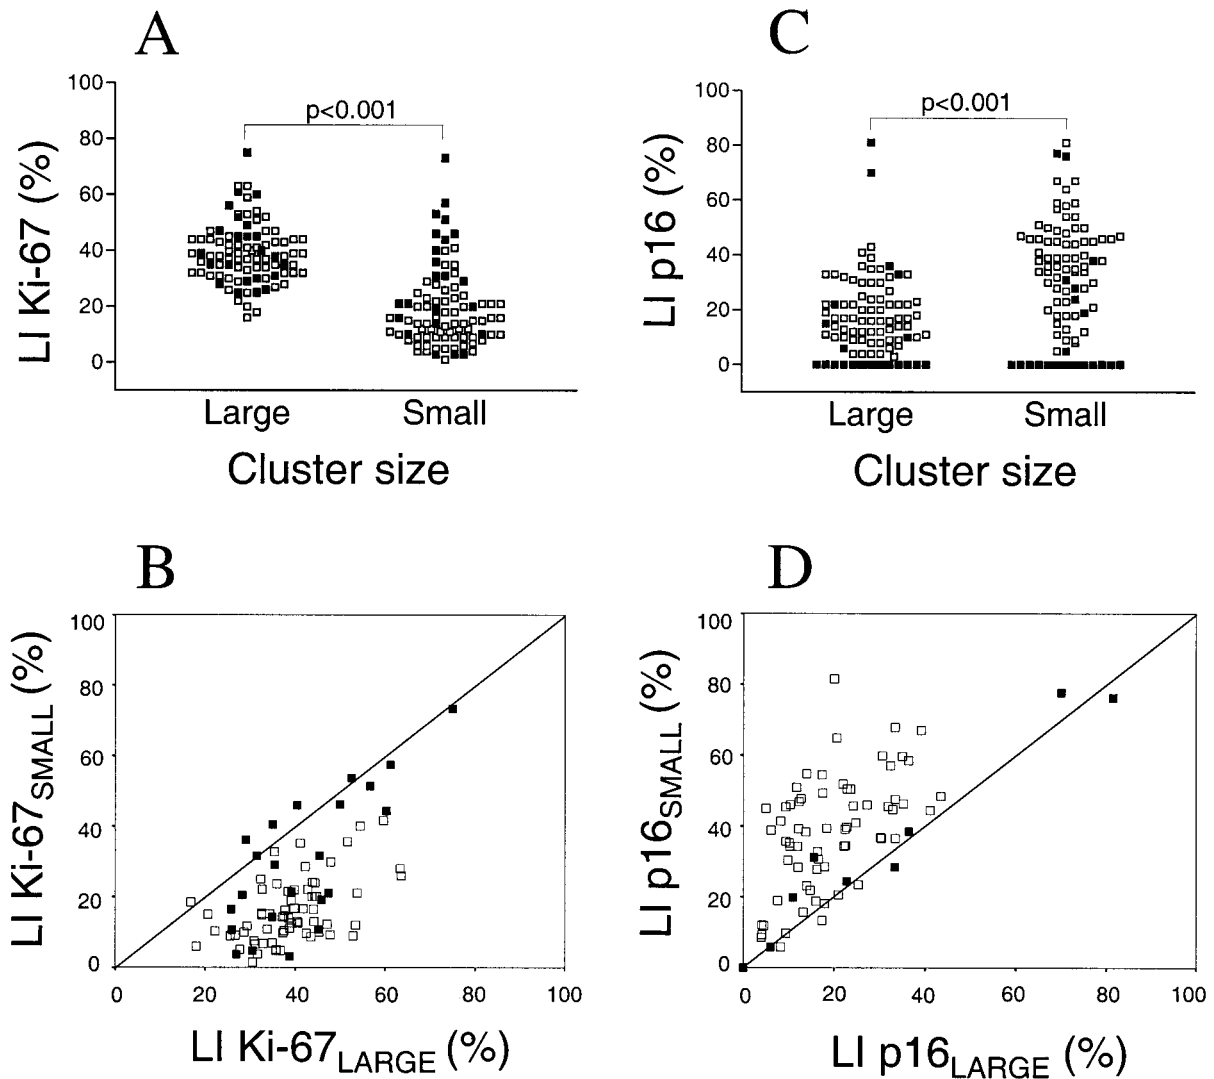 A
100
80
60
40
20
0
LI Ki-67 (%)
p<0.001
Large Small
Cluster size
C
100
80
60
40
20
0
LI p16 (%)
p<0.001
Large Small
Cluster size
B
100
80
60
40
20
0
LI Ki-67SMALL (%)
0 20 40 60 80 100
LI Ki-67LARGE (%)
D
100
80
60
40
20
0
LI p16SMALL (%)
0 20 40 60 80 100
LI p16LARGE (%)